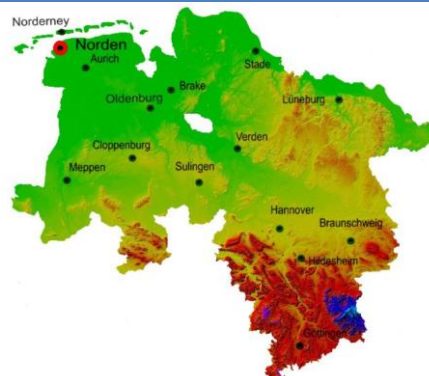 Norderney
Norden
Aurich
Stade
Brake
Oldenburg
Lüneburg
Verden
Cloppenburg
Meppen
Sulingen
Hannover
Braunschweig
Hildesheim
Göttingen